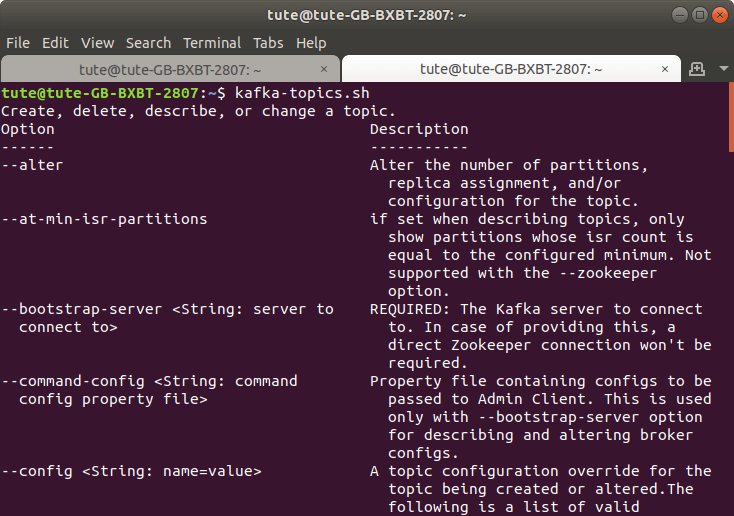 tute@tute-GB-BXBT-2807: ~
File Edit View Search Terminal Tabs Help
tute@tute-GB-BXBT-2807: ~ × tute@tute-GB-BXBT-2807: ~ ×
tute@tute-GB-BXBT-2807:~$ kafka-topics.sh
Create, delete, describe, or change a topic.
Option Description
------ -----------
--alter Alter the number of partitions,
replica assignment, and/or
configuration for the topic.
--at-min-isr-partitions if set when describing topics, only
show partitions whose isr count is
equal to the configured minimum. Not
supported with the --zookeeper
option.
--bootstrap-server <String: server to REQUIRED: The Kafka server to connect
connect to> to. In case of providing this, a
direct Zookeeper connection won't be
required.
--command-config <String: command Property file containing configs to be
config property file> passed to Admin Client. This is used
only with --bootstrap-server option
for describing and altering broker
configs.
--config <String: name=value> A topic configuration override for the
topic being created or altered.The
following is a list of valid